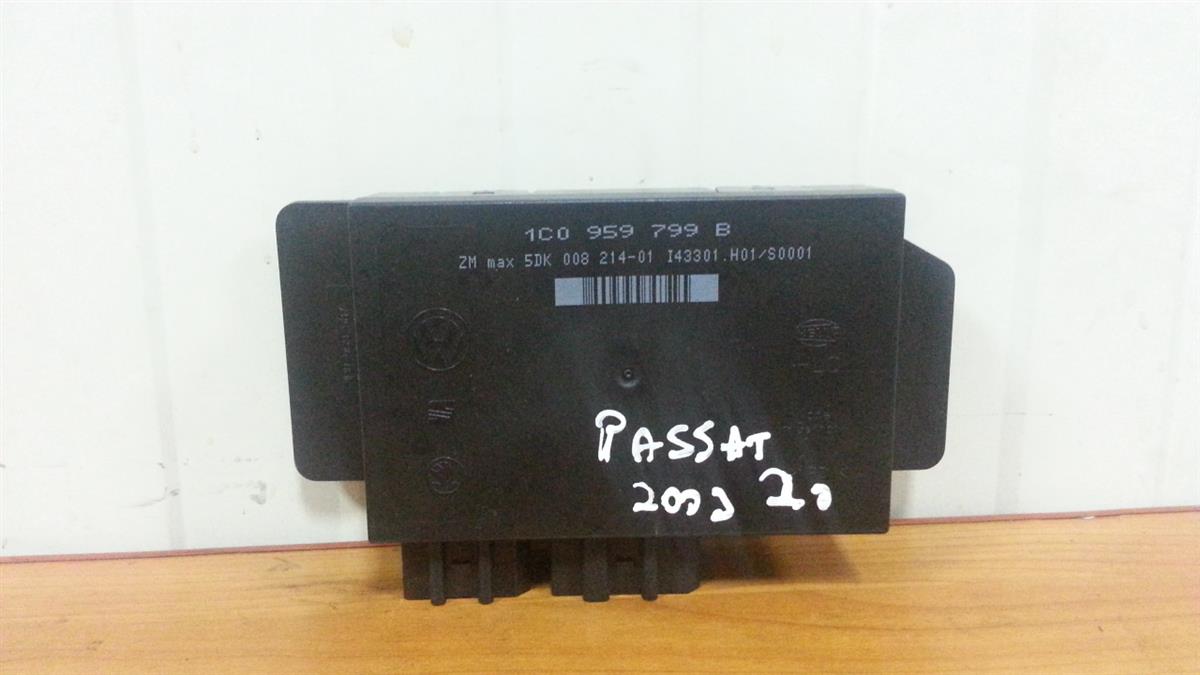 1C0 959 799 B
ZM max 5DK 008 214-01 I43301.H01/S0001
PASSAT
2003 2.0